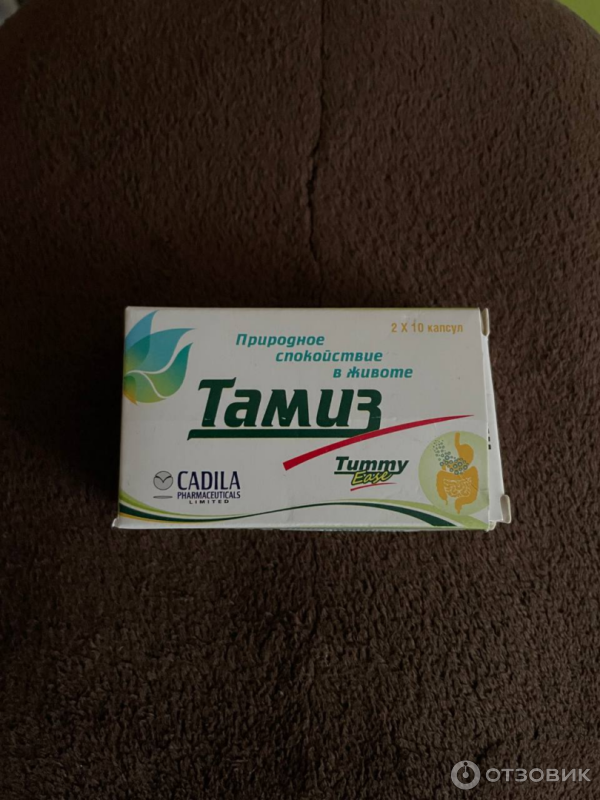 2 X 10 капсул
Природное
спокойствие
в животе
Тамиз
Tummy
Ease
CADILA
PHARMACEUTICALS
LIMITED
ОТЗОВИК